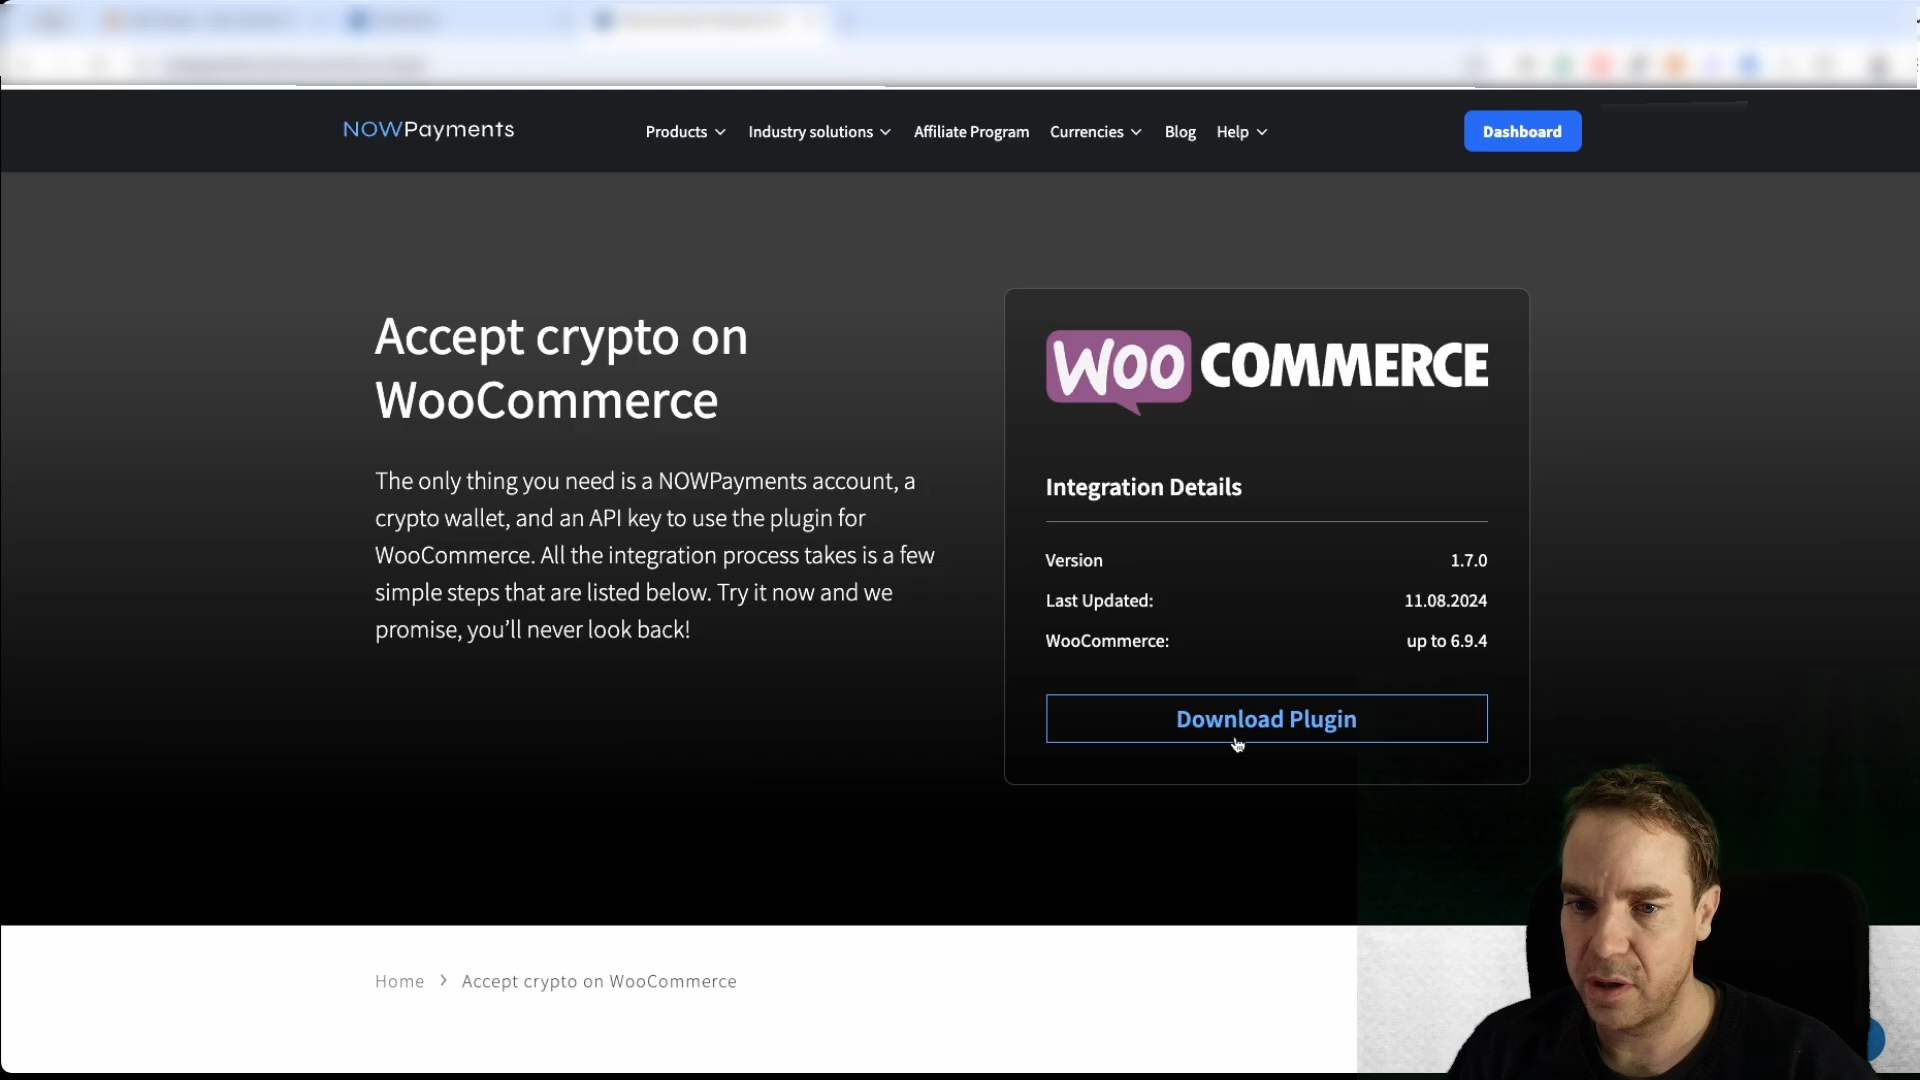 NOWPayments
Products
Industry solutions
Affiliate Program
Currencies
Blog
Help
Dashboard
Accept crypto on
WooCommerce
The only thing you need is a NOWPayments account, a
crypto wallet, and an API key to use the plugin for
WooCommerce. All the integration process takes is a few
simple steps that are listed below. Try it now and we
promise, you’ll never look back!
WOO COMMERCE
Integration Details
Version 1.7.0
Last Updated: 11.08.2024
WooCommerce: up to 6.9.4
Download Plugin
Home > Accept crypto on WooCommerce